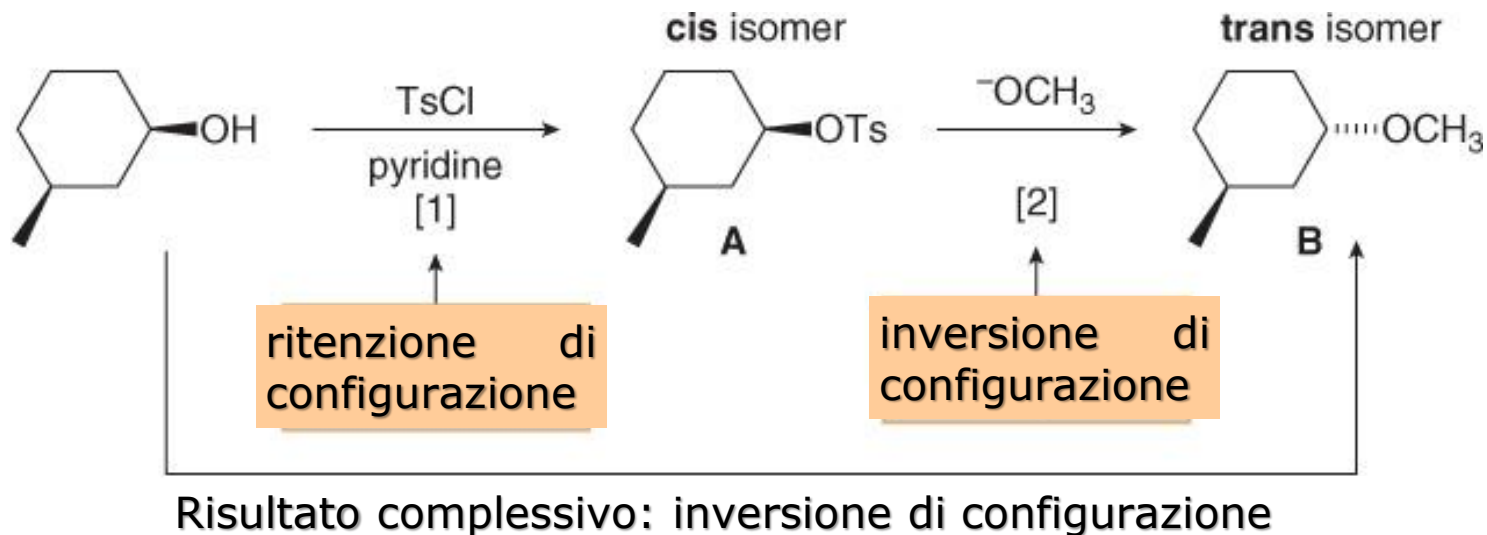 cis isomer
trans isomer
OH
TsCl
pyridine
[1]
OTs
A
⁻OCH₃
[2]
OCH₃
B
ritenzione di
configurazione
inversione di
configurazione
Risultato complessivo: inversione di configurazione